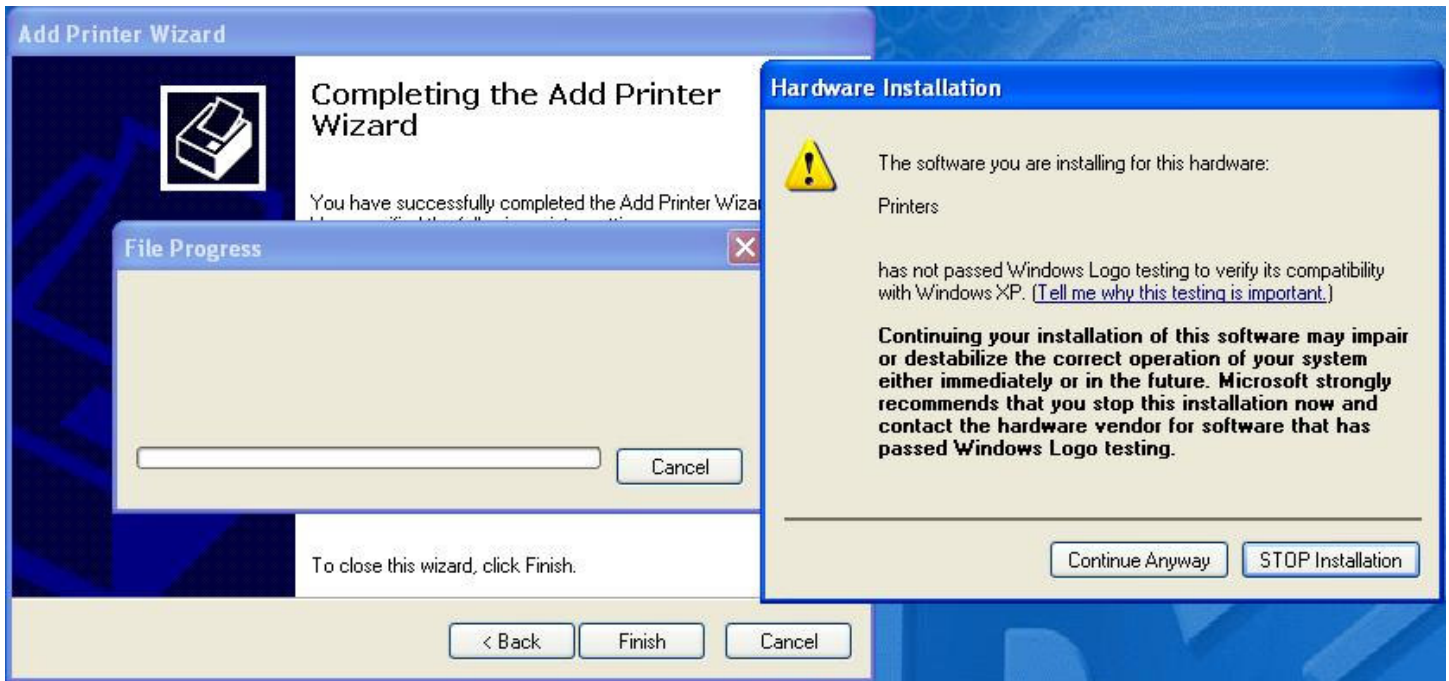 Add Printer Wizard
Completing the Add Printer
Wizard
You have successfully completed the Add Printer
File Progress
Cancel
To close this wizard, click Finish.
< Back
Finish
Cancel
Hardware Installation
The software you are installing for this hardware:
Printers
has not passed Windows Logo testing to verify its compatibility
with Windows XP. (Tell me why this testing is important.)
Continuing your installation of this software may impair
or destabilize the correct operation of your system
either immediately or in the future. Microsoft strongly
recommends that you stop this installation now and
contact the hardware vendor for software that has
passed Windows Logo testing.
Continue Anyway
STOP Installation